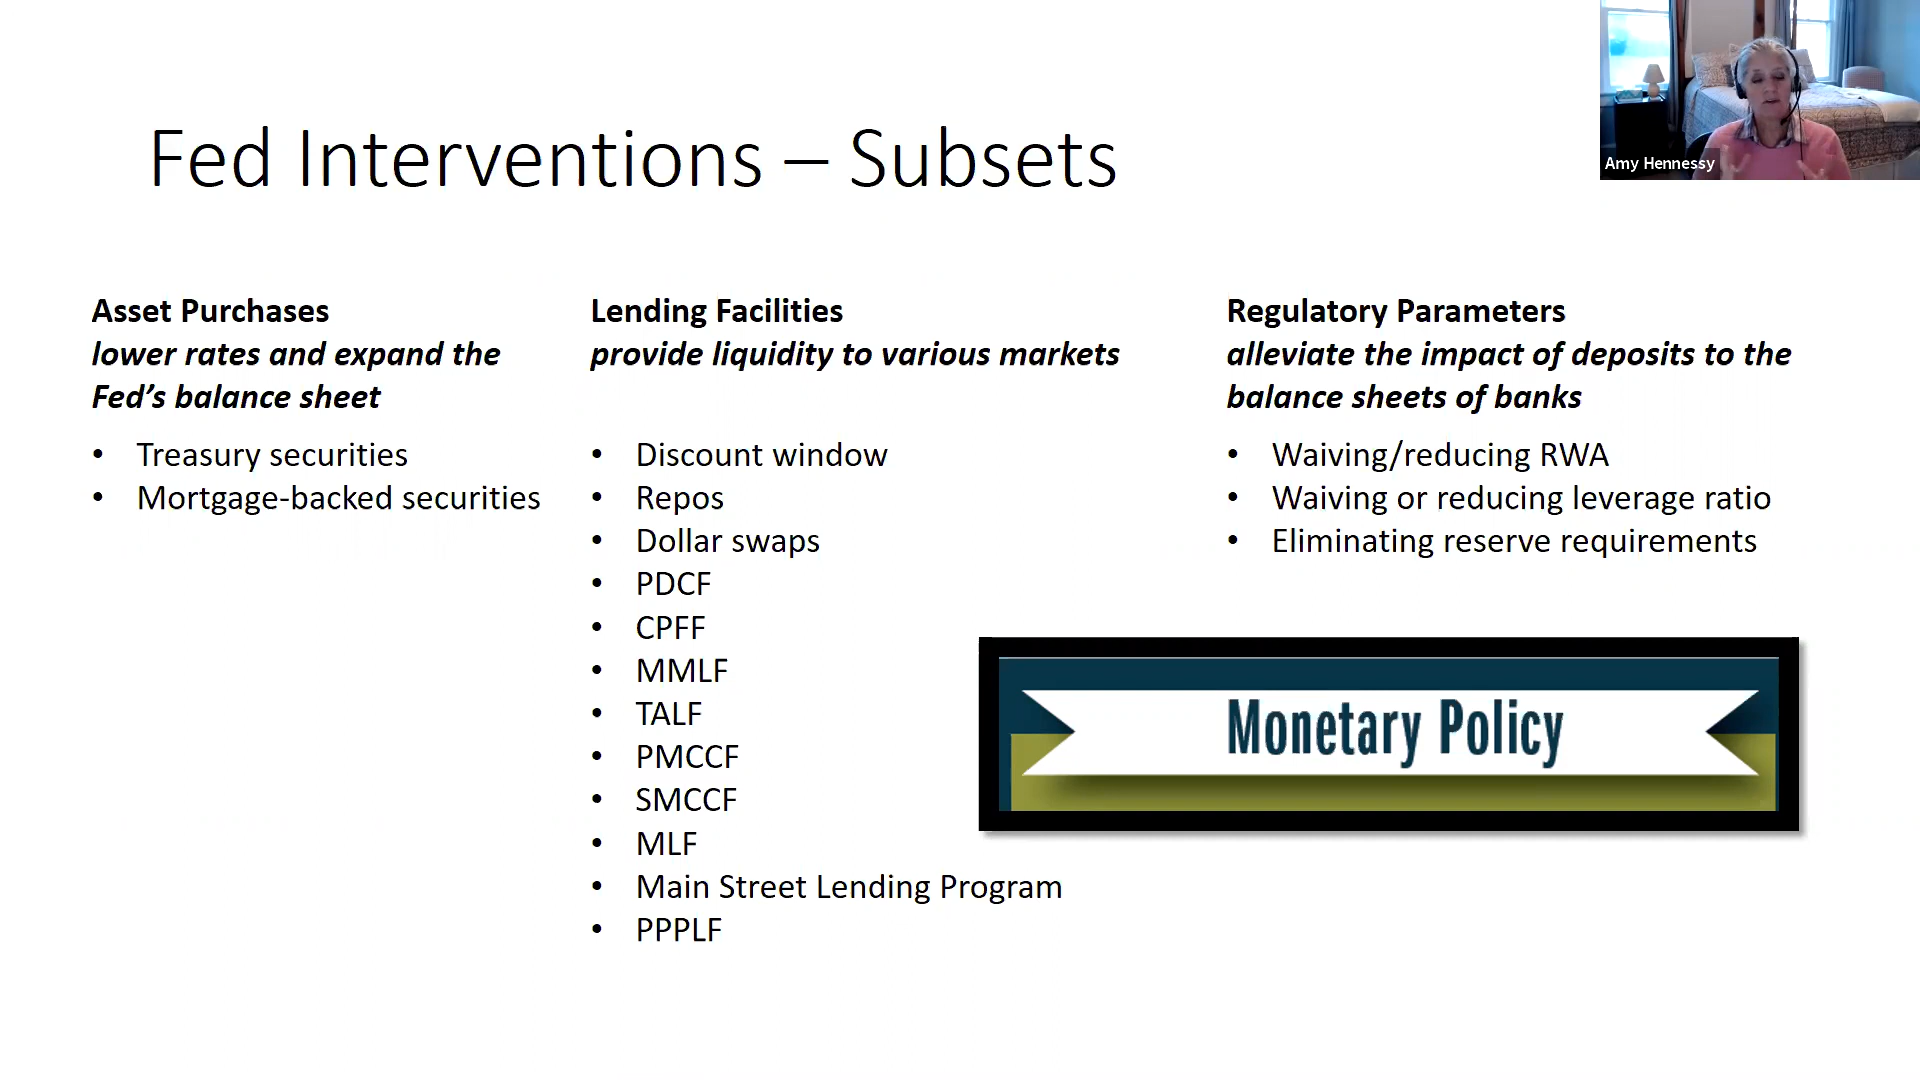 Fed Interventions – Subsets
Amy Hennessy
Asset Purchases
lower rates and expand the
Fed’s balance sheet
• Treasury securities
• Mortgage-backed securities
Lending Facilities
provide liquidity to various markets
• Discount window
• Repos
• Dollar swaps
• PDCF
• CPFF
• MMLF
• TALF
• PMCCF
• SMCCF
• MLF
• Main Street Lending Program
• PPPLF
Regulatory Parameters
alleviate the impact of deposits to the
balance sheets of banks
• Waiving/reducing RWA
• Waiving or reducing leverage ratio
• Eliminating reserve requirements
Monetary Policy